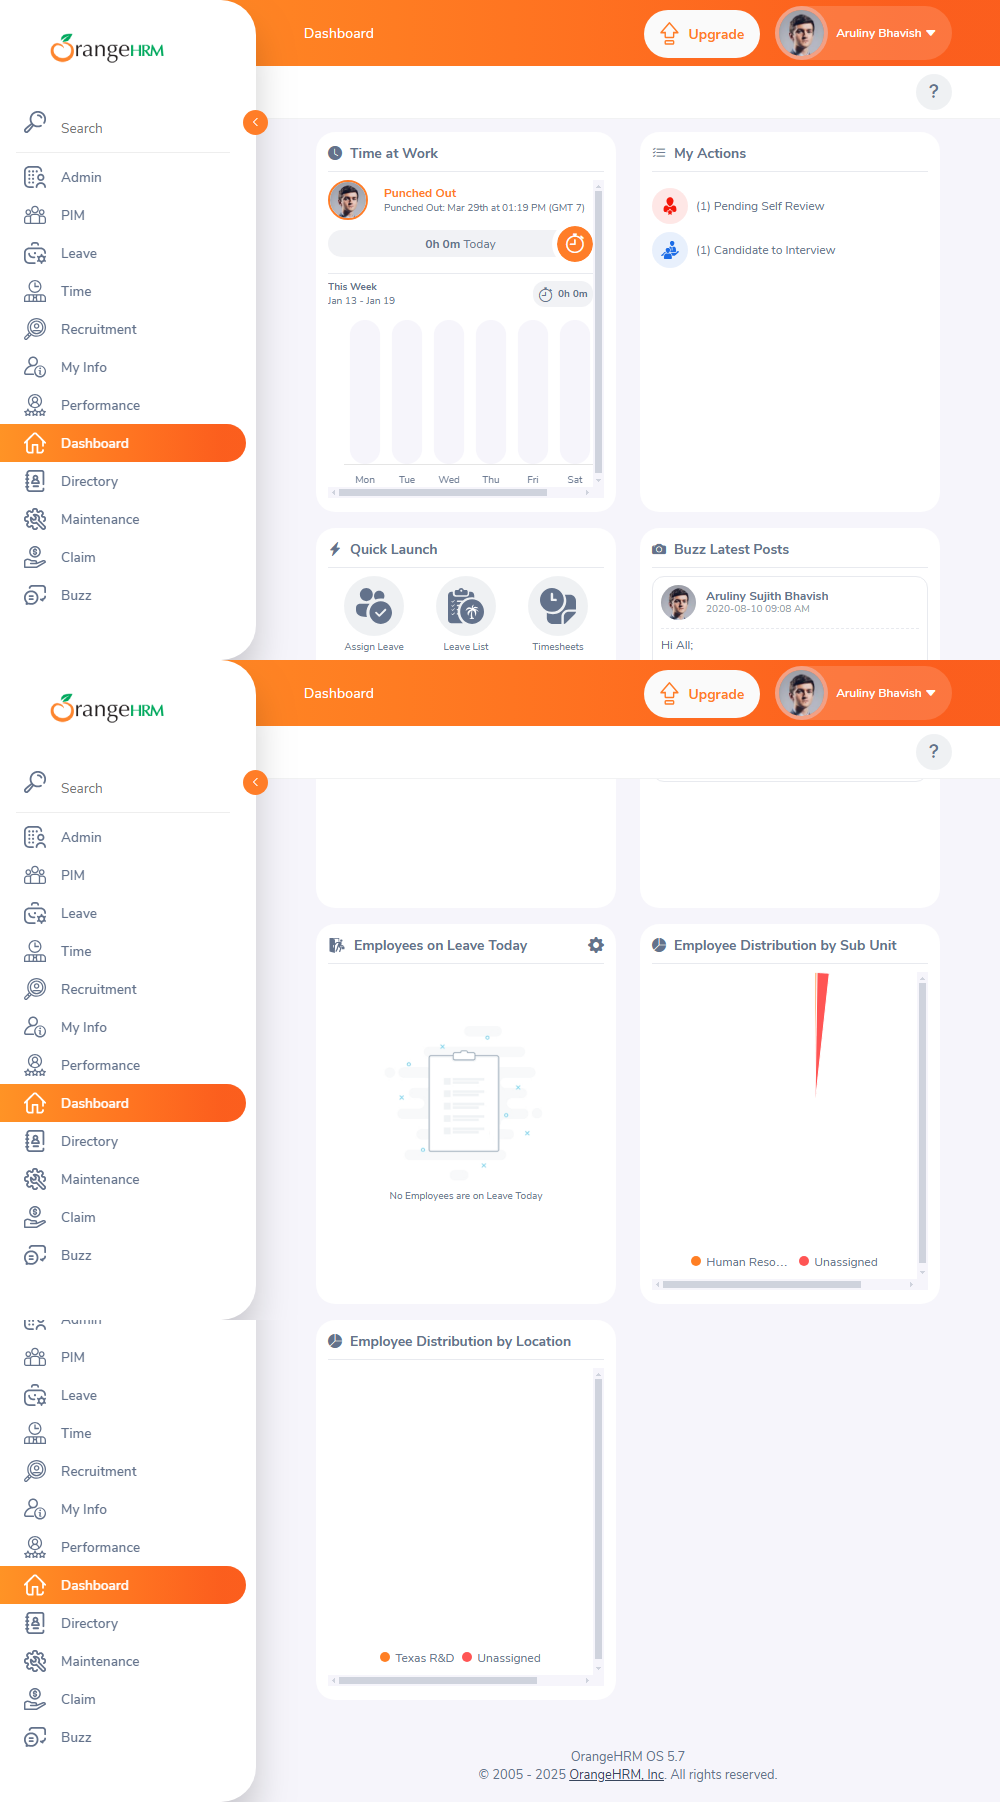 OrangeHRM
Dashboard
Upgrade
Aruliny Bhavish
?
Search
Admin
PIM
Leave
Time
Recruitment
My Info
Performance
Dashboard
Directory
Maintenance
Claim
Buzz
Time at Work
Punched Out
Punched Out: Mar 29th at 01:19 PM (GMT 7)
0h 0m Today
This Week
Jan 13 - Jan 19
0h 0m
Mon Tue Wed Thu Fri Sat
My Actions
(1) Pending Self Review
(1) Candidate to Interview
Quick Launch
Assign Leave
Leave List
Timesheets
Buzz Latest Posts
Aruliny Sujith Bhavish
2020-08-10 09:08 AM
Hi All;
OrangeHRM
Dashboard
Upgrade
Aruliny Bhavish
?
Search
Admin
PIM
Leave
Time
Recruitment
My Info
Performance
Dashboard
Directory
Maintenance
Claim
Buzz
Employees on Leave Today
No Employees are on Leave Today
Employee Distribution by Sub Unit
Human Reso...
Unassigned
Admin
PIM
Leave
Time
Recruitment
My Info
Performance
Dashboard
Directory
Maintenance
Claim
Buzz
Employee Distribution by Location
Texas R&D
Unassigned
OrangeHRM OS 5.7
© 2005 - 2025 OrangeHRM, Inc. All rights reserved.